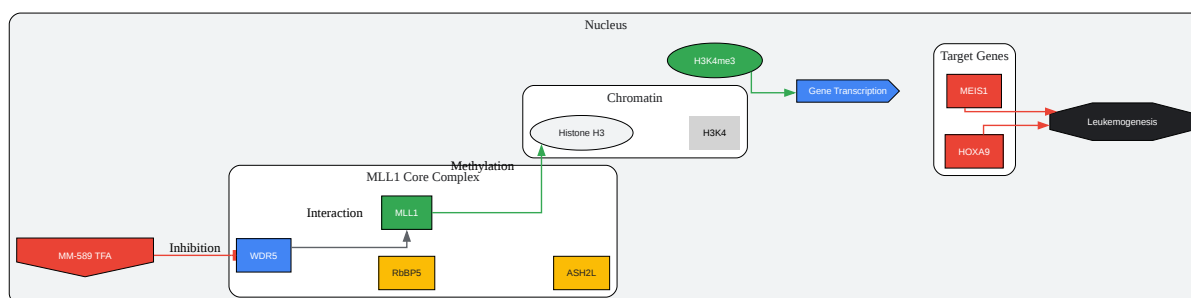 Nucleus
H3K4me3
Target Genes
MEIS1
Gene Transcription
Chromatin
Leukemogenesis
Histone H3
H3K4
HOXA9
Methylation
MLL1 Core Complex
Interaction
MLL1
Inhibition
MM-589 TFA
WDR5
RbBP5
ASH2L